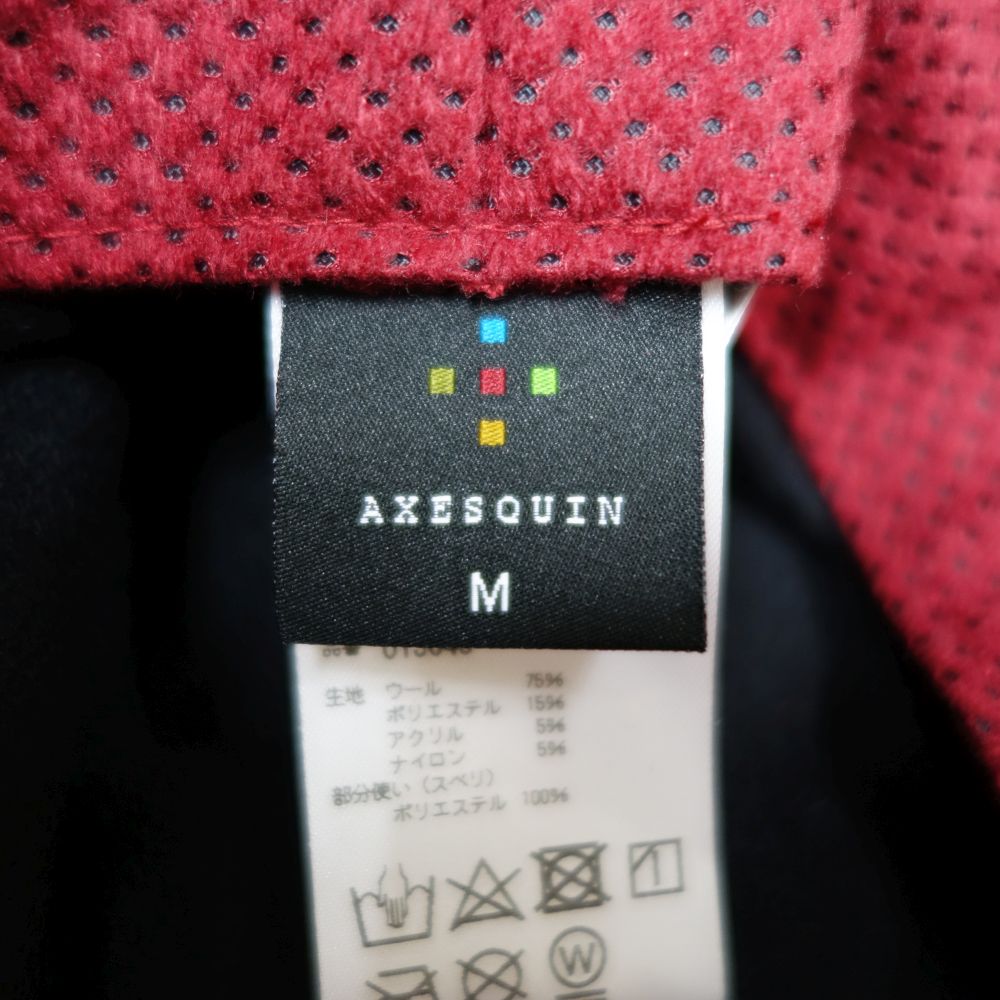 AXESQUIN
M
生地 ウール 75%
ポリエステル 15%
アクリル 5%
ナイロン 5%
部分使い(スベリ)
ポリエステル 100%
W